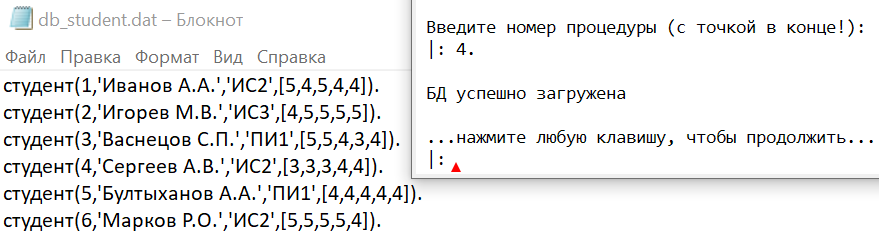 db_student.dat – Блокнот
Файл Правка Формат Вид Справка
студент(1,'Иванов А.А.','ИС2',[5,4,5,4,4]).
студент(2,'Игорев М.В.','ИС3',[4,5,5,5,5]).
студент(3,'Васнецов С.П.','ПИ1',[5,5,4,3,4]).
студент(4,'Сергеев А.В.','ИС2',[3,3,3,4,4]).
студент(5,'Бултыханов А.А.','ПИ1',[4,4,4,4,4]).
студент(6,'Марков Р.О.','ИС2',[5,5,5,5,4]).
Введите номер процедуры (с точкой в конце!):
|: 4.
БД успешно загружена
...нажмите любую клавишу, чтобы продолжить...
|: